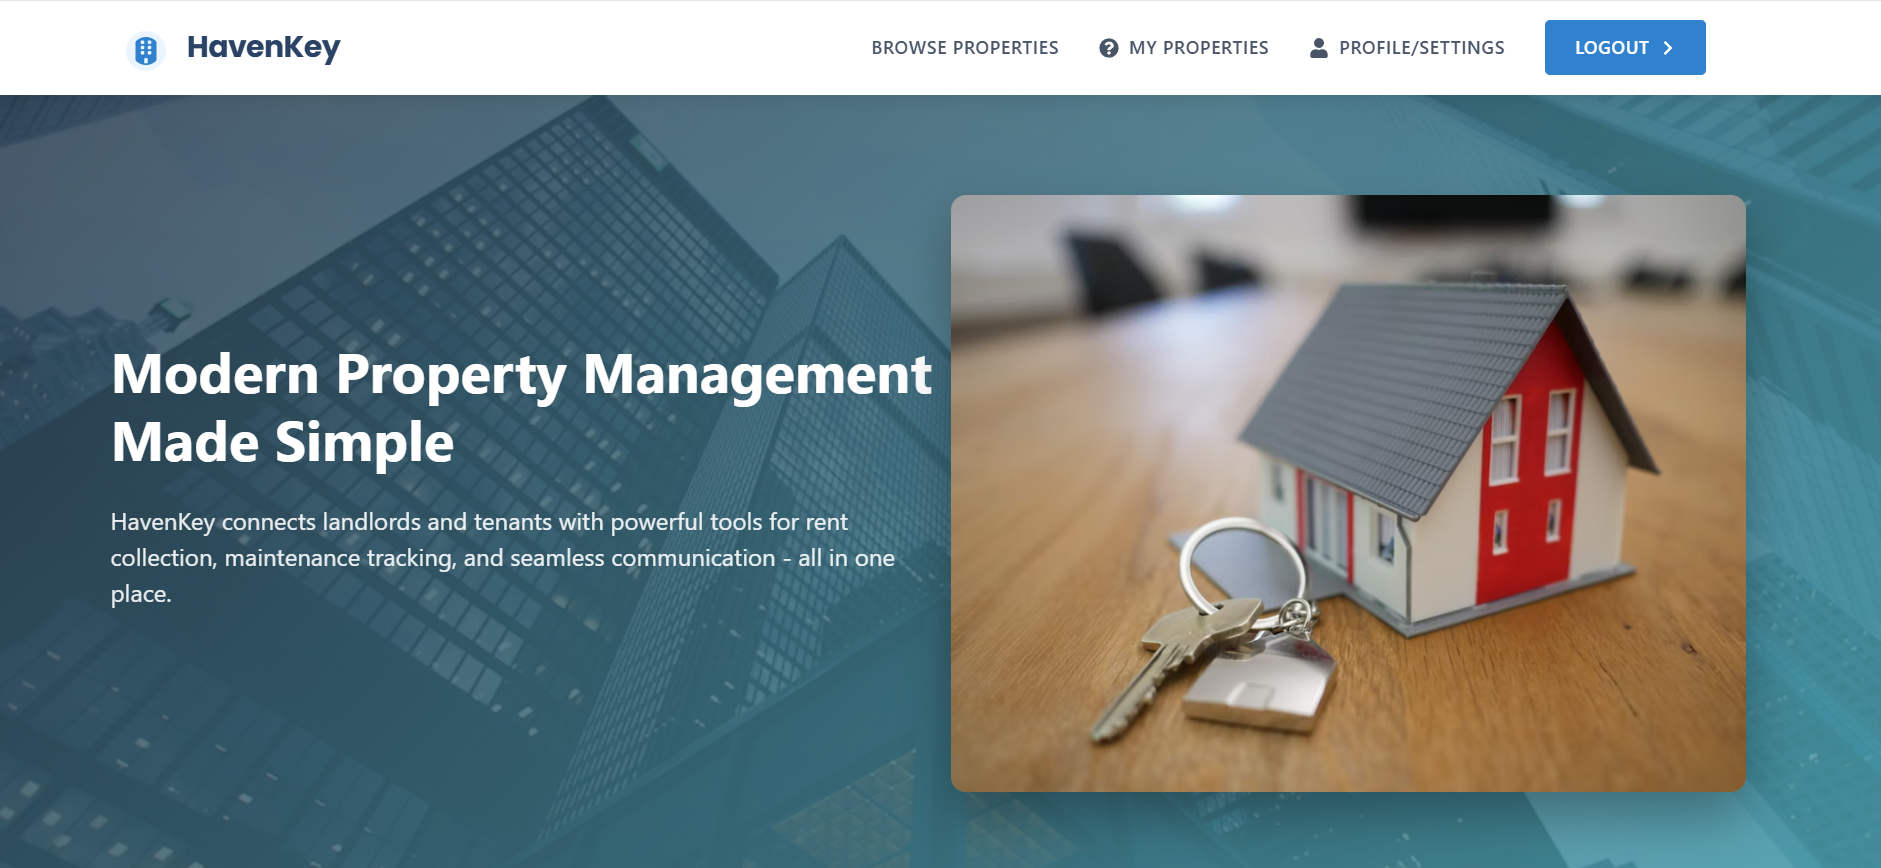 HavenKey
BROWSE PROPERTIES
MY PROPERTIES
PROFILE/SETTINGS
LOGOUT
Modern Property Management
Made Simple
HavenKey connects landlords and tenants with powerful tools for rent
collection, maintenance tracking, and seamless communication - all in one
place.